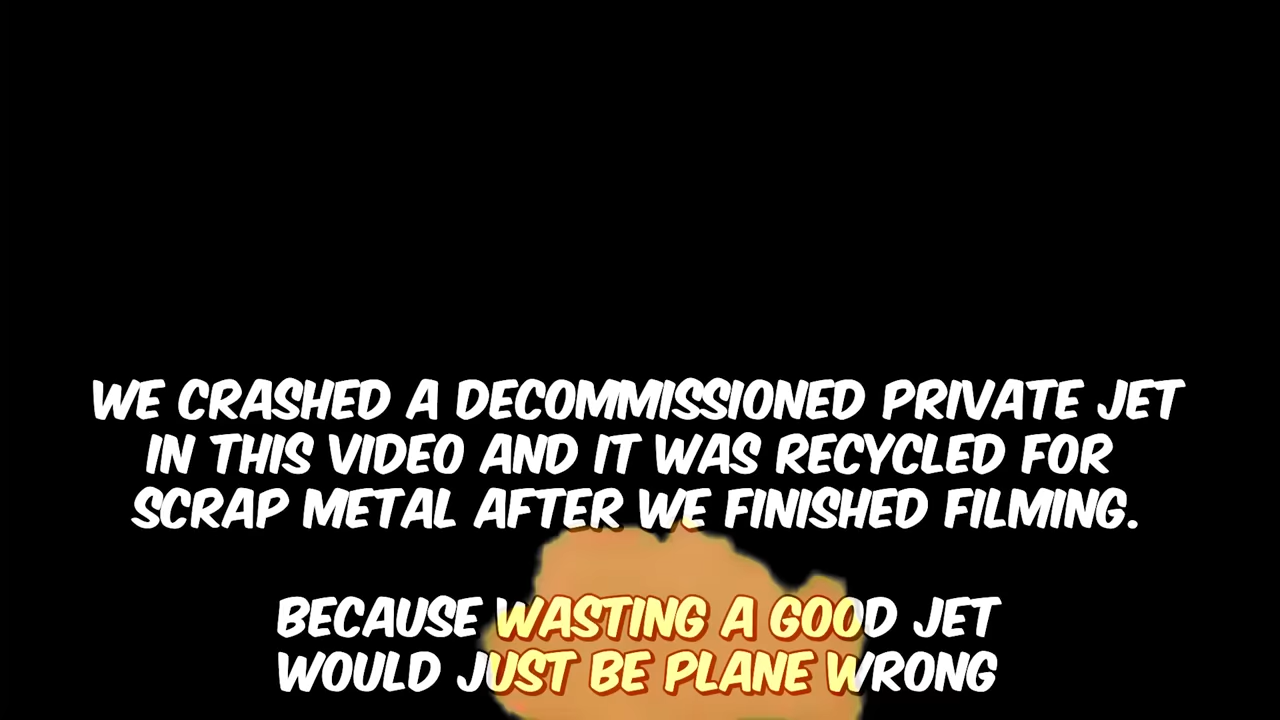 WE CRASHED A DECOMMISSIONED PRIVATE JET
IN THIS VIDEO AND IT WAS RECYCLED FOR
SCRAP METAL AFTER WE FINISHED FILMING.
BECAUSE WASTING A GOOD JET
WOULD JUST BE PLANE WRONG